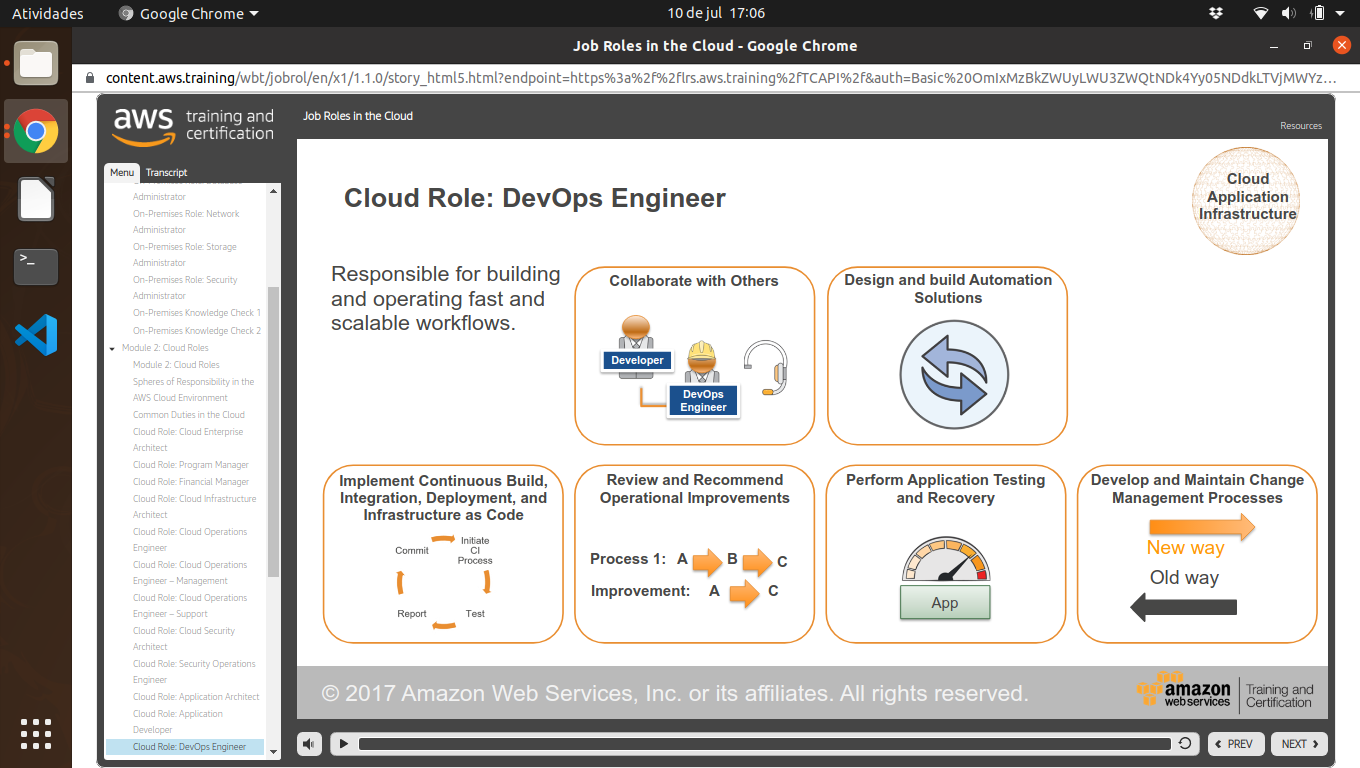 Atividades
Google Chrome
10 de jul 17:06
Job Roles in the Cloud - Google Chrome
content.aws.training/wbt/jobrol/en/x1/1.1.0/story_html5.html?endpoint=https%3a%2f%2flrs.aws.training%2fTCAPI%2f&auth=Basic%20OmIxMzBkZWUyLWU3ZWQtNDk4Yy05NDdkLTVjMWYz...
aws training and
certification
Job Roles in the Cloud
Resources
Menu
Transcript
Administrator
On-Premises Role: Network
Administrator
On-Premises Role: Storage
Administrator
On-Premises Role: Security
Administrator
On-Premises Knowledge Check 1
On-Premises Knowledge Check 2
Module 2: Cloud Roles
Module 2: Cloud Roles
Spheres of Responsibility in the
AWS Cloud Environment
Common Duties in the Cloud
Cloud Role: Cloud Enterprise
Architect
Cloud Role: Program Manager
Cloud Role: Financial Manager
Cloud Role: Cloud Infrastructure
Architect
Cloud Role: Cloud Operations
Engineer
Cloud Role: Cloud Operations
Engineer – Management
Cloud Role: Cloud Operations
Engineer – Support
Cloud Role: Cloud Security
Architect
Cloud Role: Security Operations
Engineer
Cloud Role: Application Architect
Cloud Role: Application
Developer
Cloud Role: DevOps Engineer
Cloud Role: DevOps Engineer
Cloud
Application
Infrastructure
Responsible for building
and operating fast and
scalable workflows.
Collaborate with Others
Developer
DevOps
Engineer
Design and build Automation
Solutions
Implement Continuous Build,
Integration, Deployment, and
Infrastructure as Code
Commit
Initiate
CI
Process
Report
Test
Review and Recommend
Operational Improvements
Process 1: A B C
Improvement: A C
Perform Application Testing
and Recovery
App
Develop and Maintain Change
Management Processes
New way
Old way
© 2017 Amazon Web Services, Inc. or its affiliates. All rights reserved.
amazon
web services
Training and
Certification
PREV
NEXT